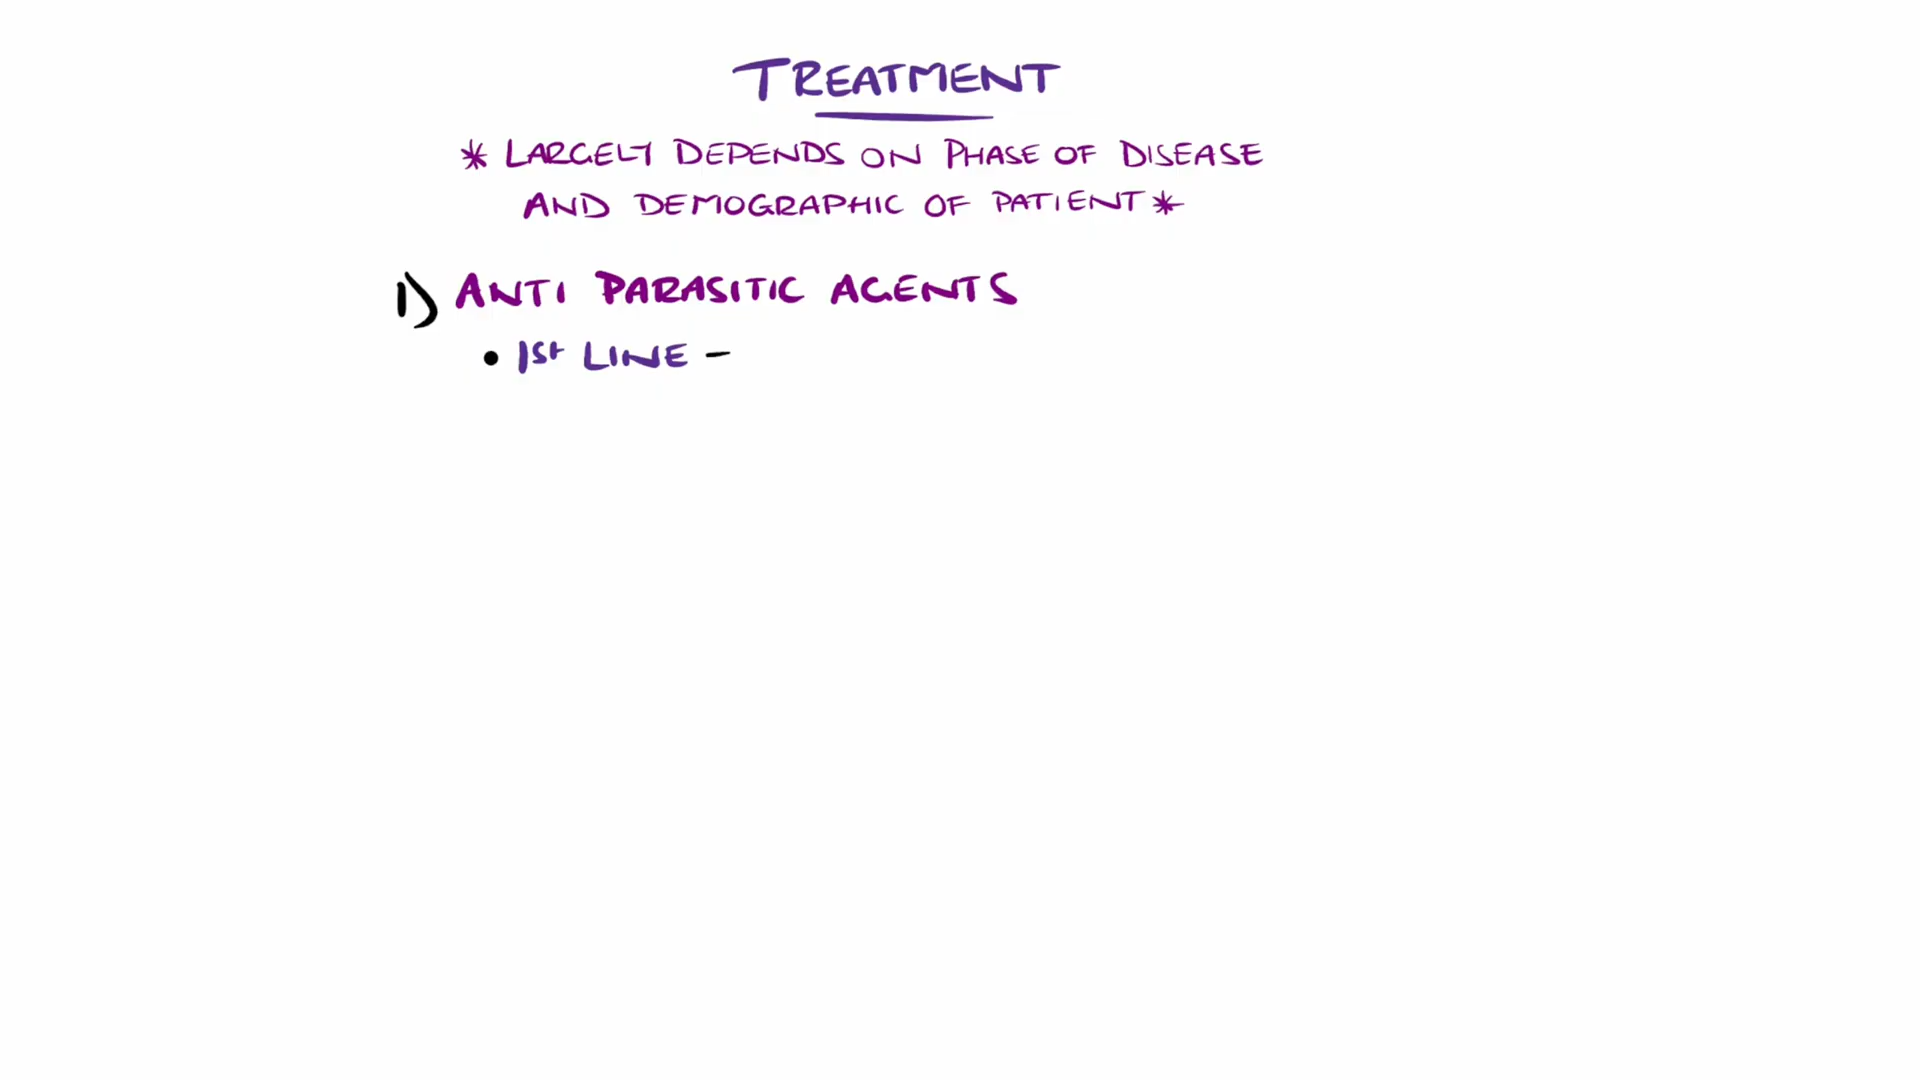 TREATMENT
* LARGELY DEPENDS ON PHASE OF DISEASE
AND DEMOGRAPHIC OF PATIENT *
1) ANTI PARASITIC AGENTS
• 1st LINE -